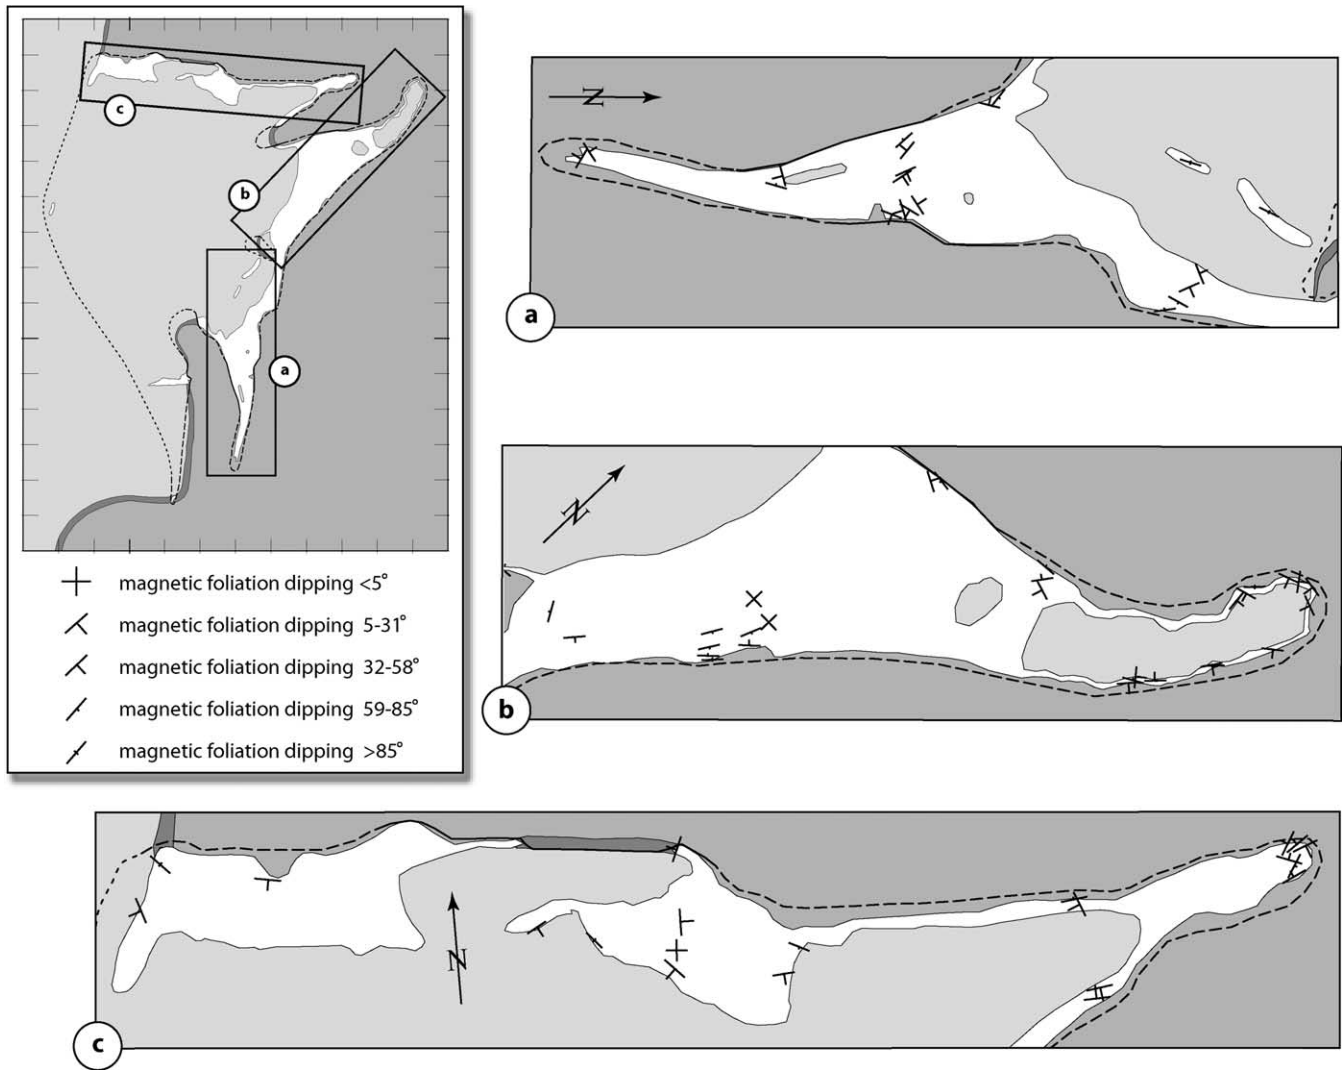 c
b
a
magnetic foliation dipping <5°
magnetic foliation dipping 5-31°
magnetic foliation dipping 32-58°
magnetic foliation dipping 59-85°
magnetic foliation dipping >85°
N
a
N
b
N
c